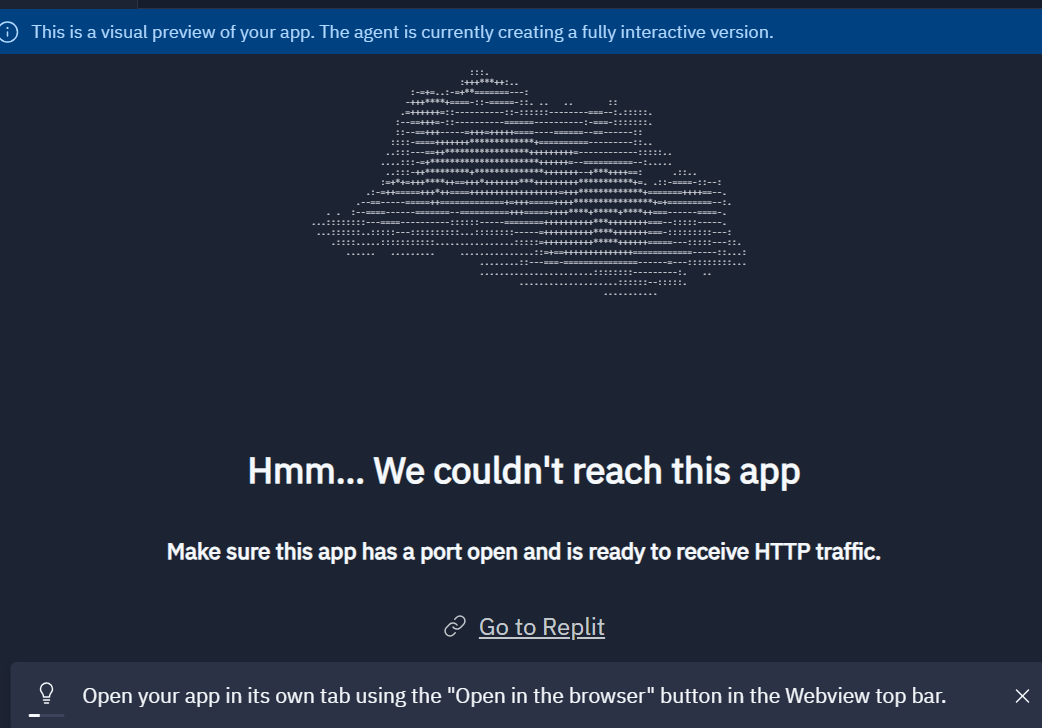 This is a visual preview of your app. The agent is currently creating a fully interactive version.
Hmm... We couldn't reach this app
Make sure this app has a port open and is ready to receive HTTP traffic.
Go to Replit
Open your app in its own tab using the "Open in the browser" button in the Webview top bar.